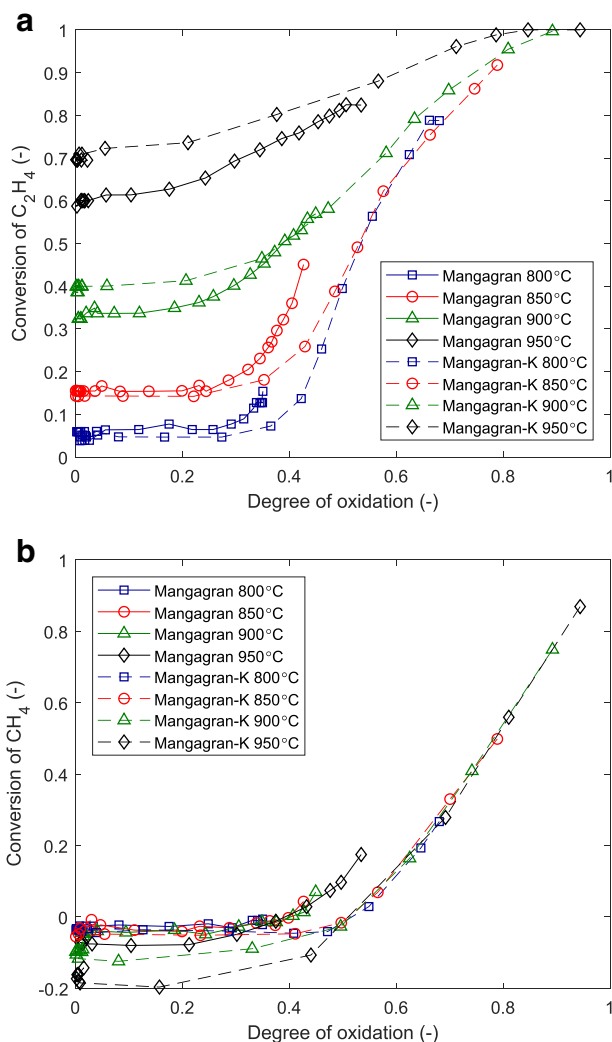 a
1
0.9
0.8
0.7
0.6
0.5
0.4
0.3
0.2
0.1
0
Conversion of C2H4 (-)
Mangagran 800°C
Mangagran 850°C
Mangagran 900°C
Mangagran 950°C
Mangagran-K 800°C
Mangagran-K 850°C
Mangagran-K 900°C
Mangagran-K 950°C
0 0.2 0.4 0.6 0.8 1
Degree of oxidation (-)
b
1
0.8
0.6
0.4
0.2
0
-0.2
Conversion of CH4 (-)
Mangagran 800°C
Mangagran 850°C
Mangagran 900°C
Mangagran 950°C
Mangagran-K 800°C
Mangagran-K 850°C
Mangagran-K 900°C
Mangagran-K 950°C
0 0.2 0.4 0.6 0.8 1
Degree of oxidation (-)